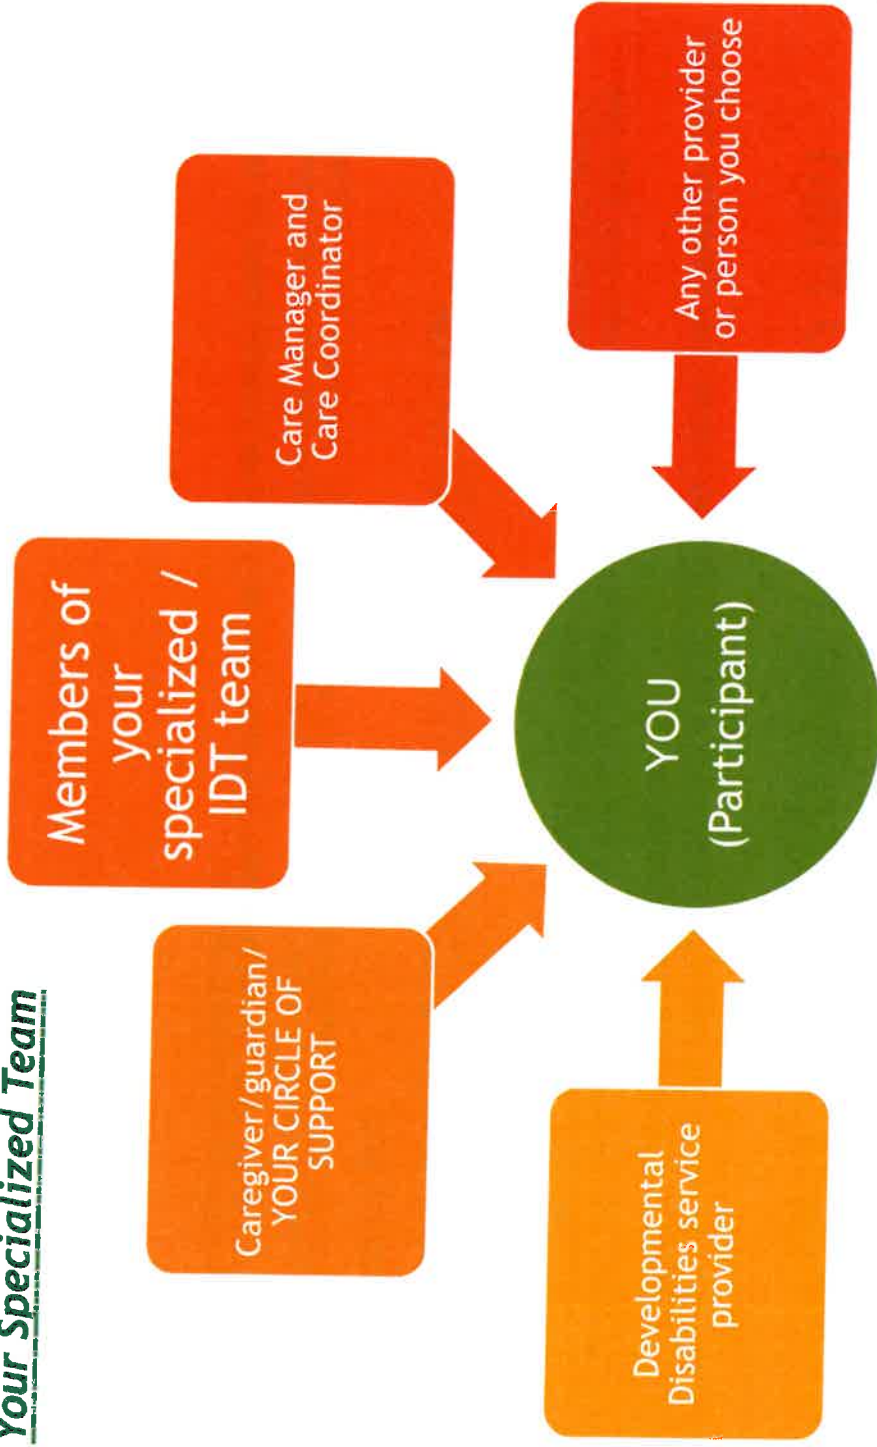 Your Specialized Team
Members of
your
specialized /
IDT team
Caregiver/guardian/
YOUR CIRCLE OF
SUPPORT
Care Manager and
Care Coordinator
Developmental
Disabilities service
provider
YOU
(Participant)
Any other provider
or person you choose